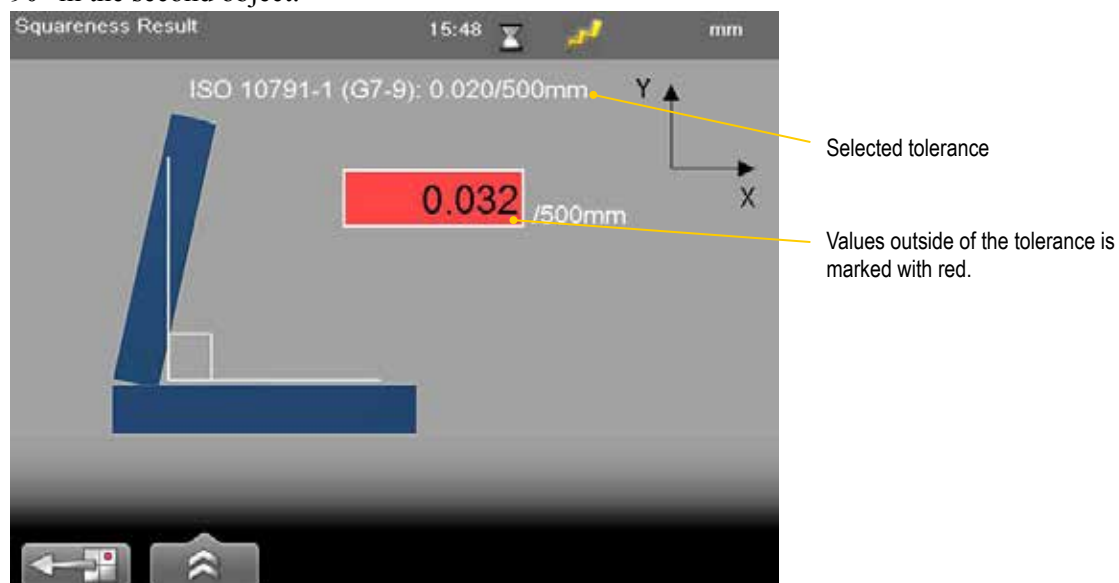 90° in the second object.
Squareness Result
15:48
mm
ISO 10791-1 (G7-9): 0.020/500mm
Y
X
0.032
/500mm
Selected tolerance
Values outside of the tolerance is
marked with red.